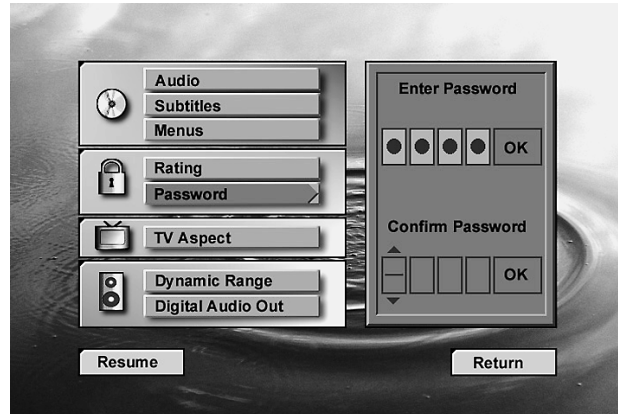 Audio
Subtitles
Menus
Rating
Password
TV Aspect
Dynamic Range
Digital Audio Out
Enter Password
OK
Confirm Password
OK
Resume
Return